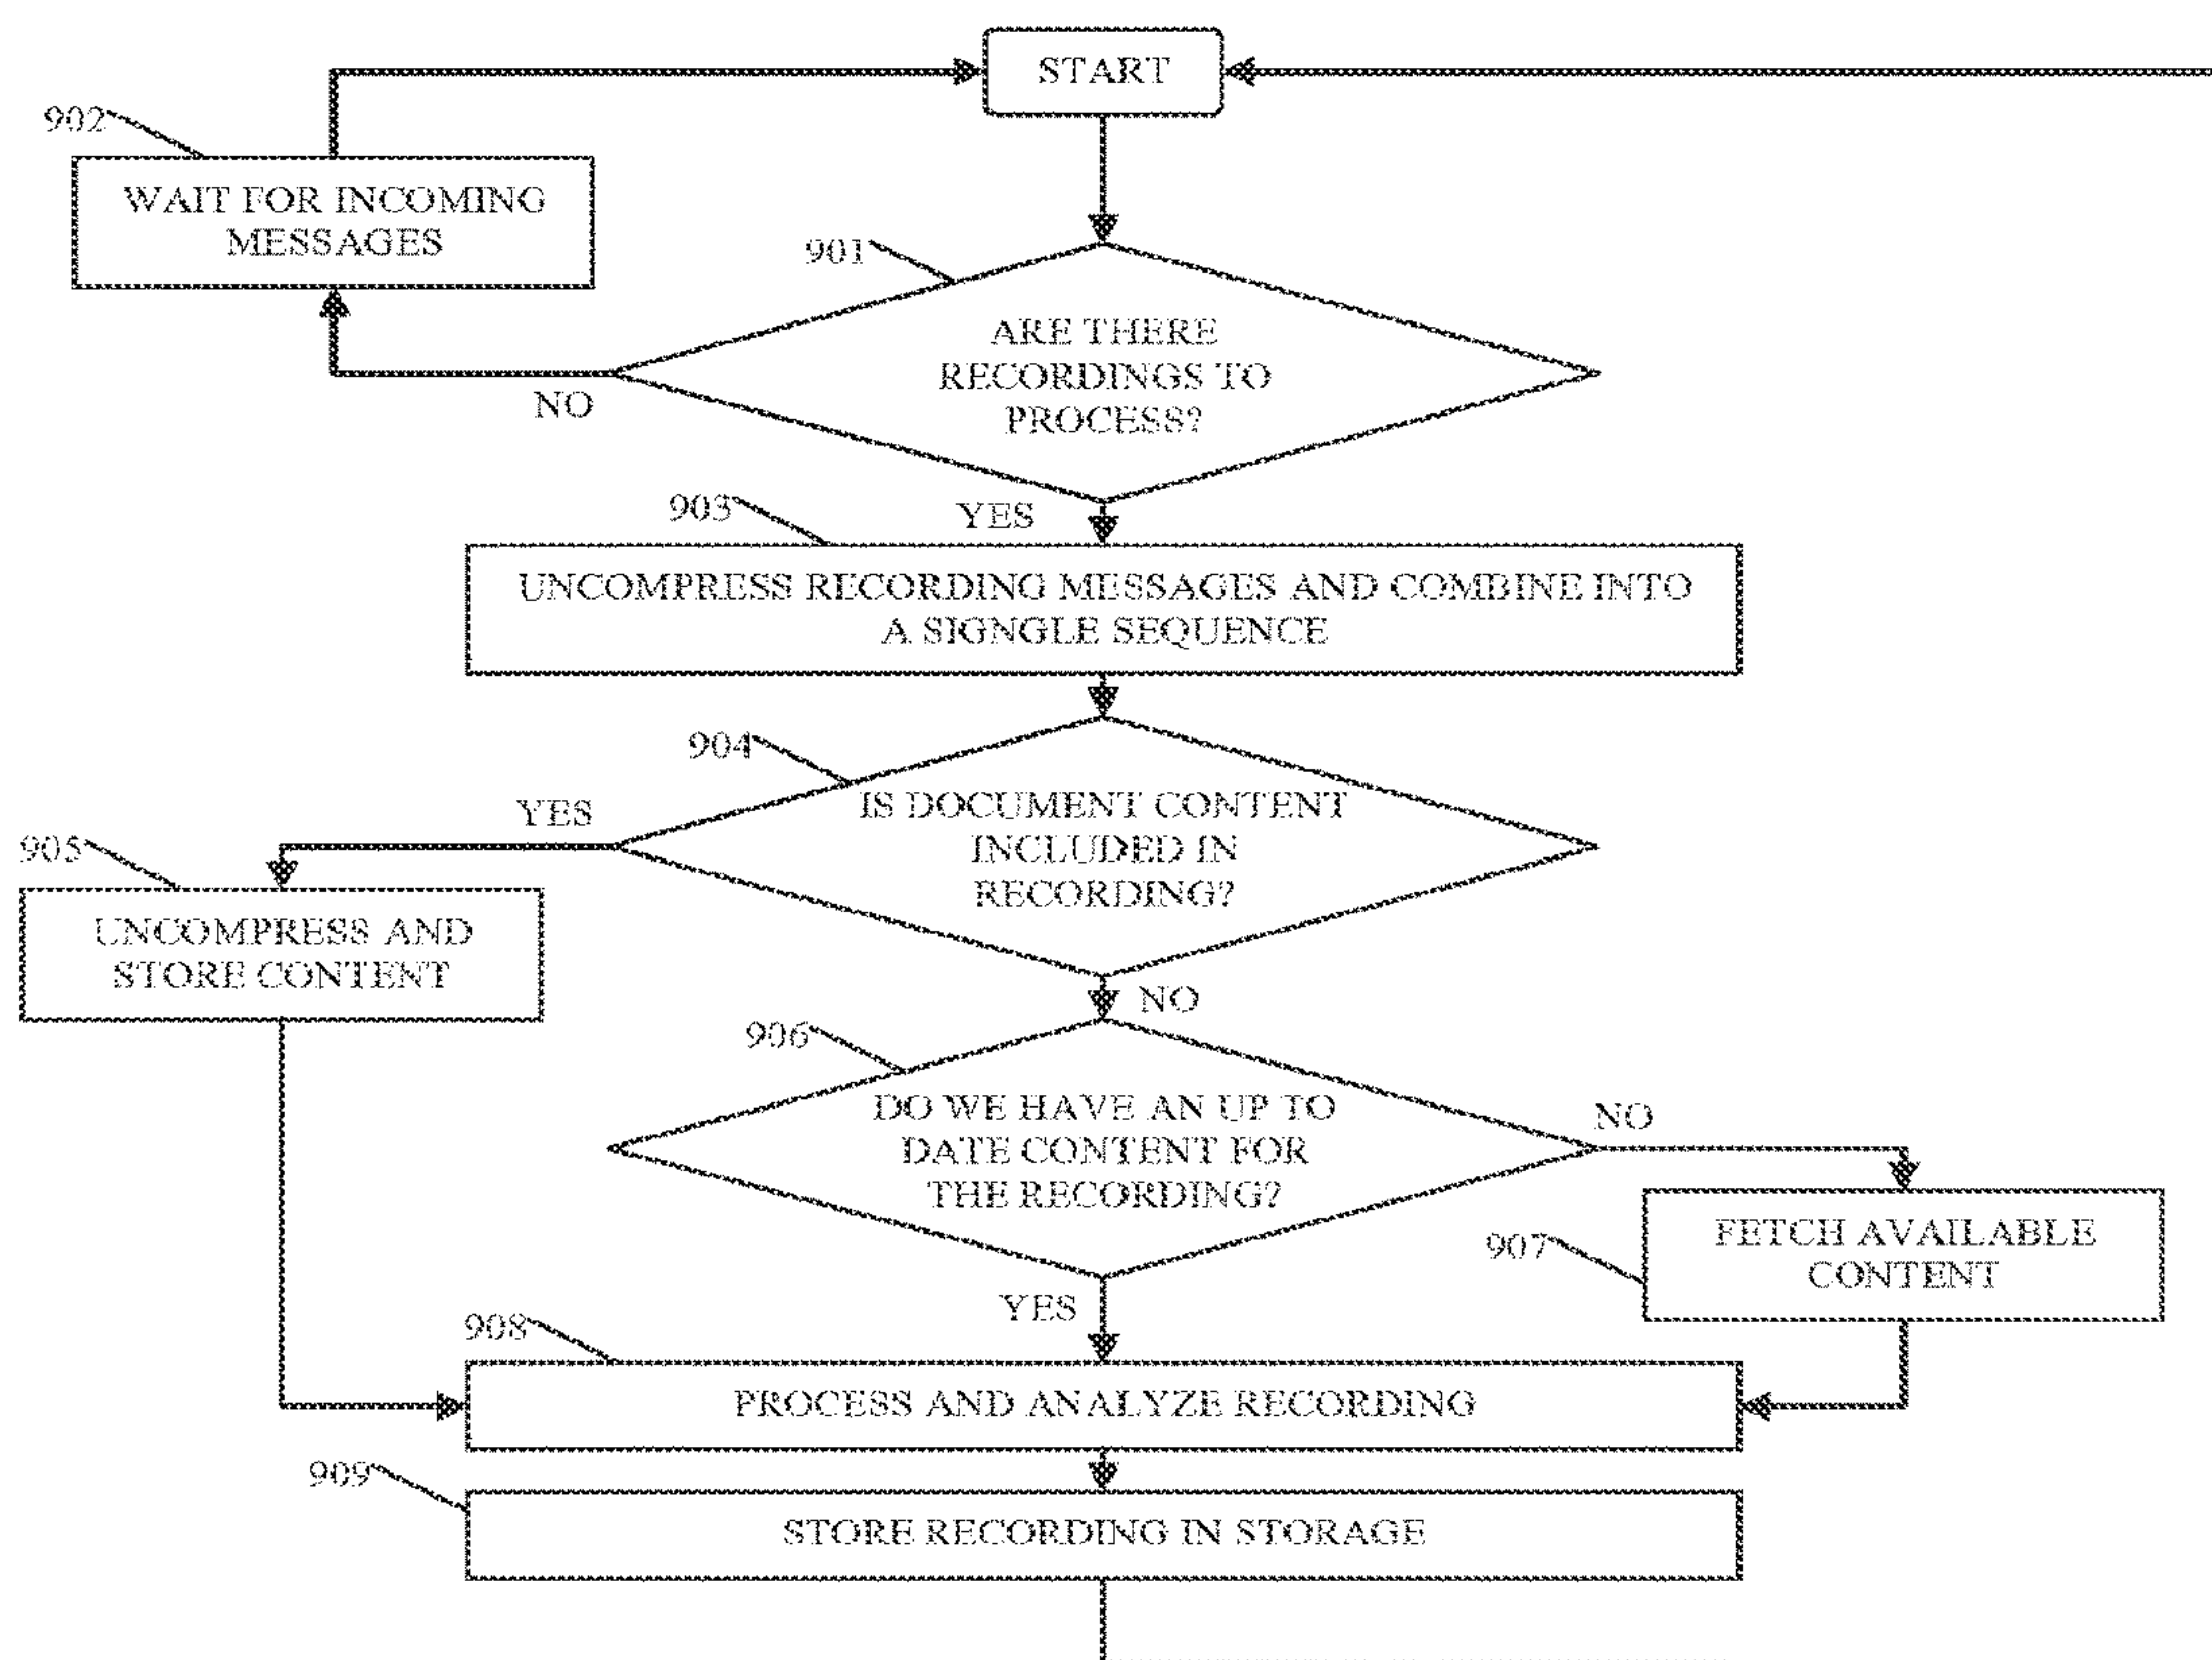 START
902
WAIT FOR INCOMING
MESSAGES
901
ARE THERE
RECORDINGS TO
PROCESS?
NO
YES
903
UNCOMPRESS RECORDING MESSAGES AND COMBINE INTO
A SIGNGLE SEQUENCE
904
IS DOCUMENT CONTENT
INCLUDED IN
RECORDING?
YES
905
UNCOMPRESS AND
STORE CONTENT
NO
906
DO WE HAVE AN UP TO
DATE CONTENT FOR
THE RECORDING?
NO
907
FETCH AVAILABLE
CONTENT
YES
908
PROCESS AND ANALYZE RECORDING
909
STORE RECORDING IN STORAGE